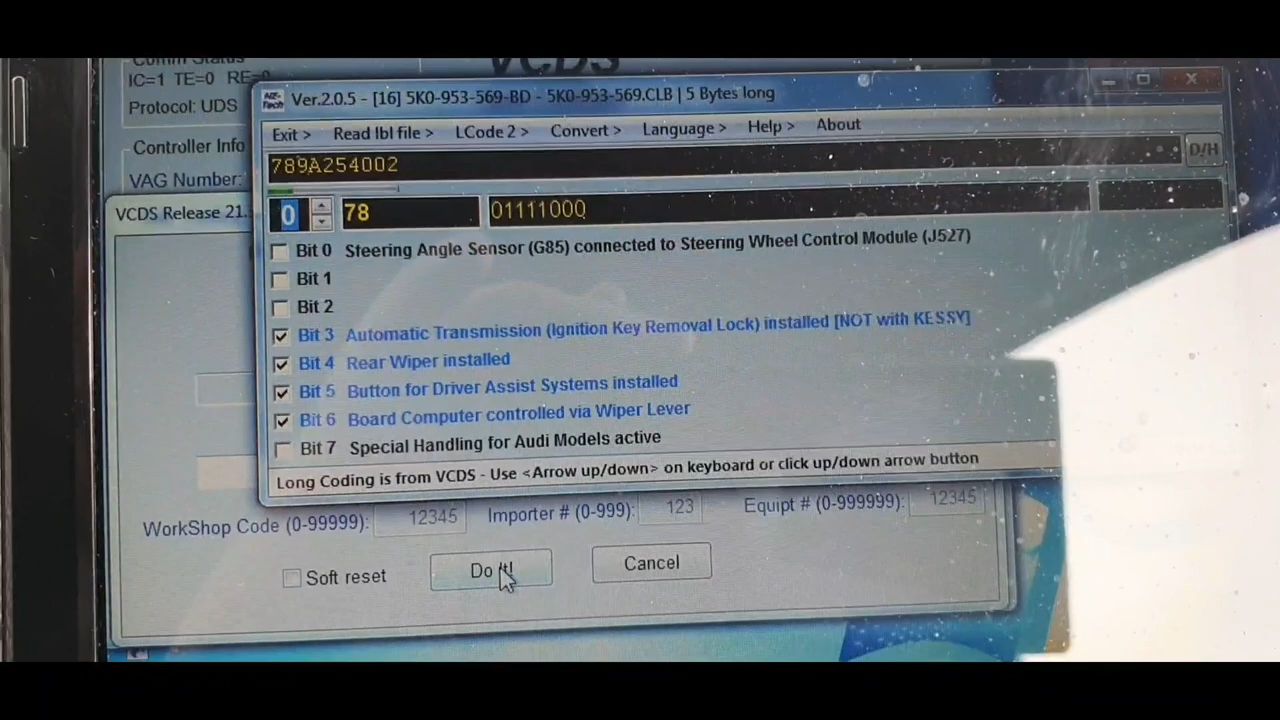 Comm Status
VCDS
IC=1 TE=0 RE=0
Protocol: UDS
Controller Info
VAG Number:
VCDS Release 21.
Ver.2.0.5 - [16] 5K0-953-569-BD - 5K0-953-569.CLB | 5 Bytes long
Exit > Read lbl file > LCode 2 > Convert > Language > Help > About
789A254002
D/H
0 78 01111000
Bit 0 Steering Angle Sensor (G85) connected to Steering Wheel Control Module (J527)
Bit 1
Bit 2
Bit 3 Automatic Transmission (Ignition Key Removal Lock) installed [NOT with KESSY]
Bit 4 Rear Wiper installed
Bit 5 Button for Driver Assist Systems installed
Bit 6 Board Computer controlled via Wiper Lever
Bit 7 Special Handling for Audi Models active
Long Coding is from VCDS - Use <Arrow up/down> on keyboard or click up/down arrow button
WorkShop Code (0-99999): 12345 Importer # (0-999): 123 Equipt # (0-999999): 12345
Soft reset Do It! Cancel